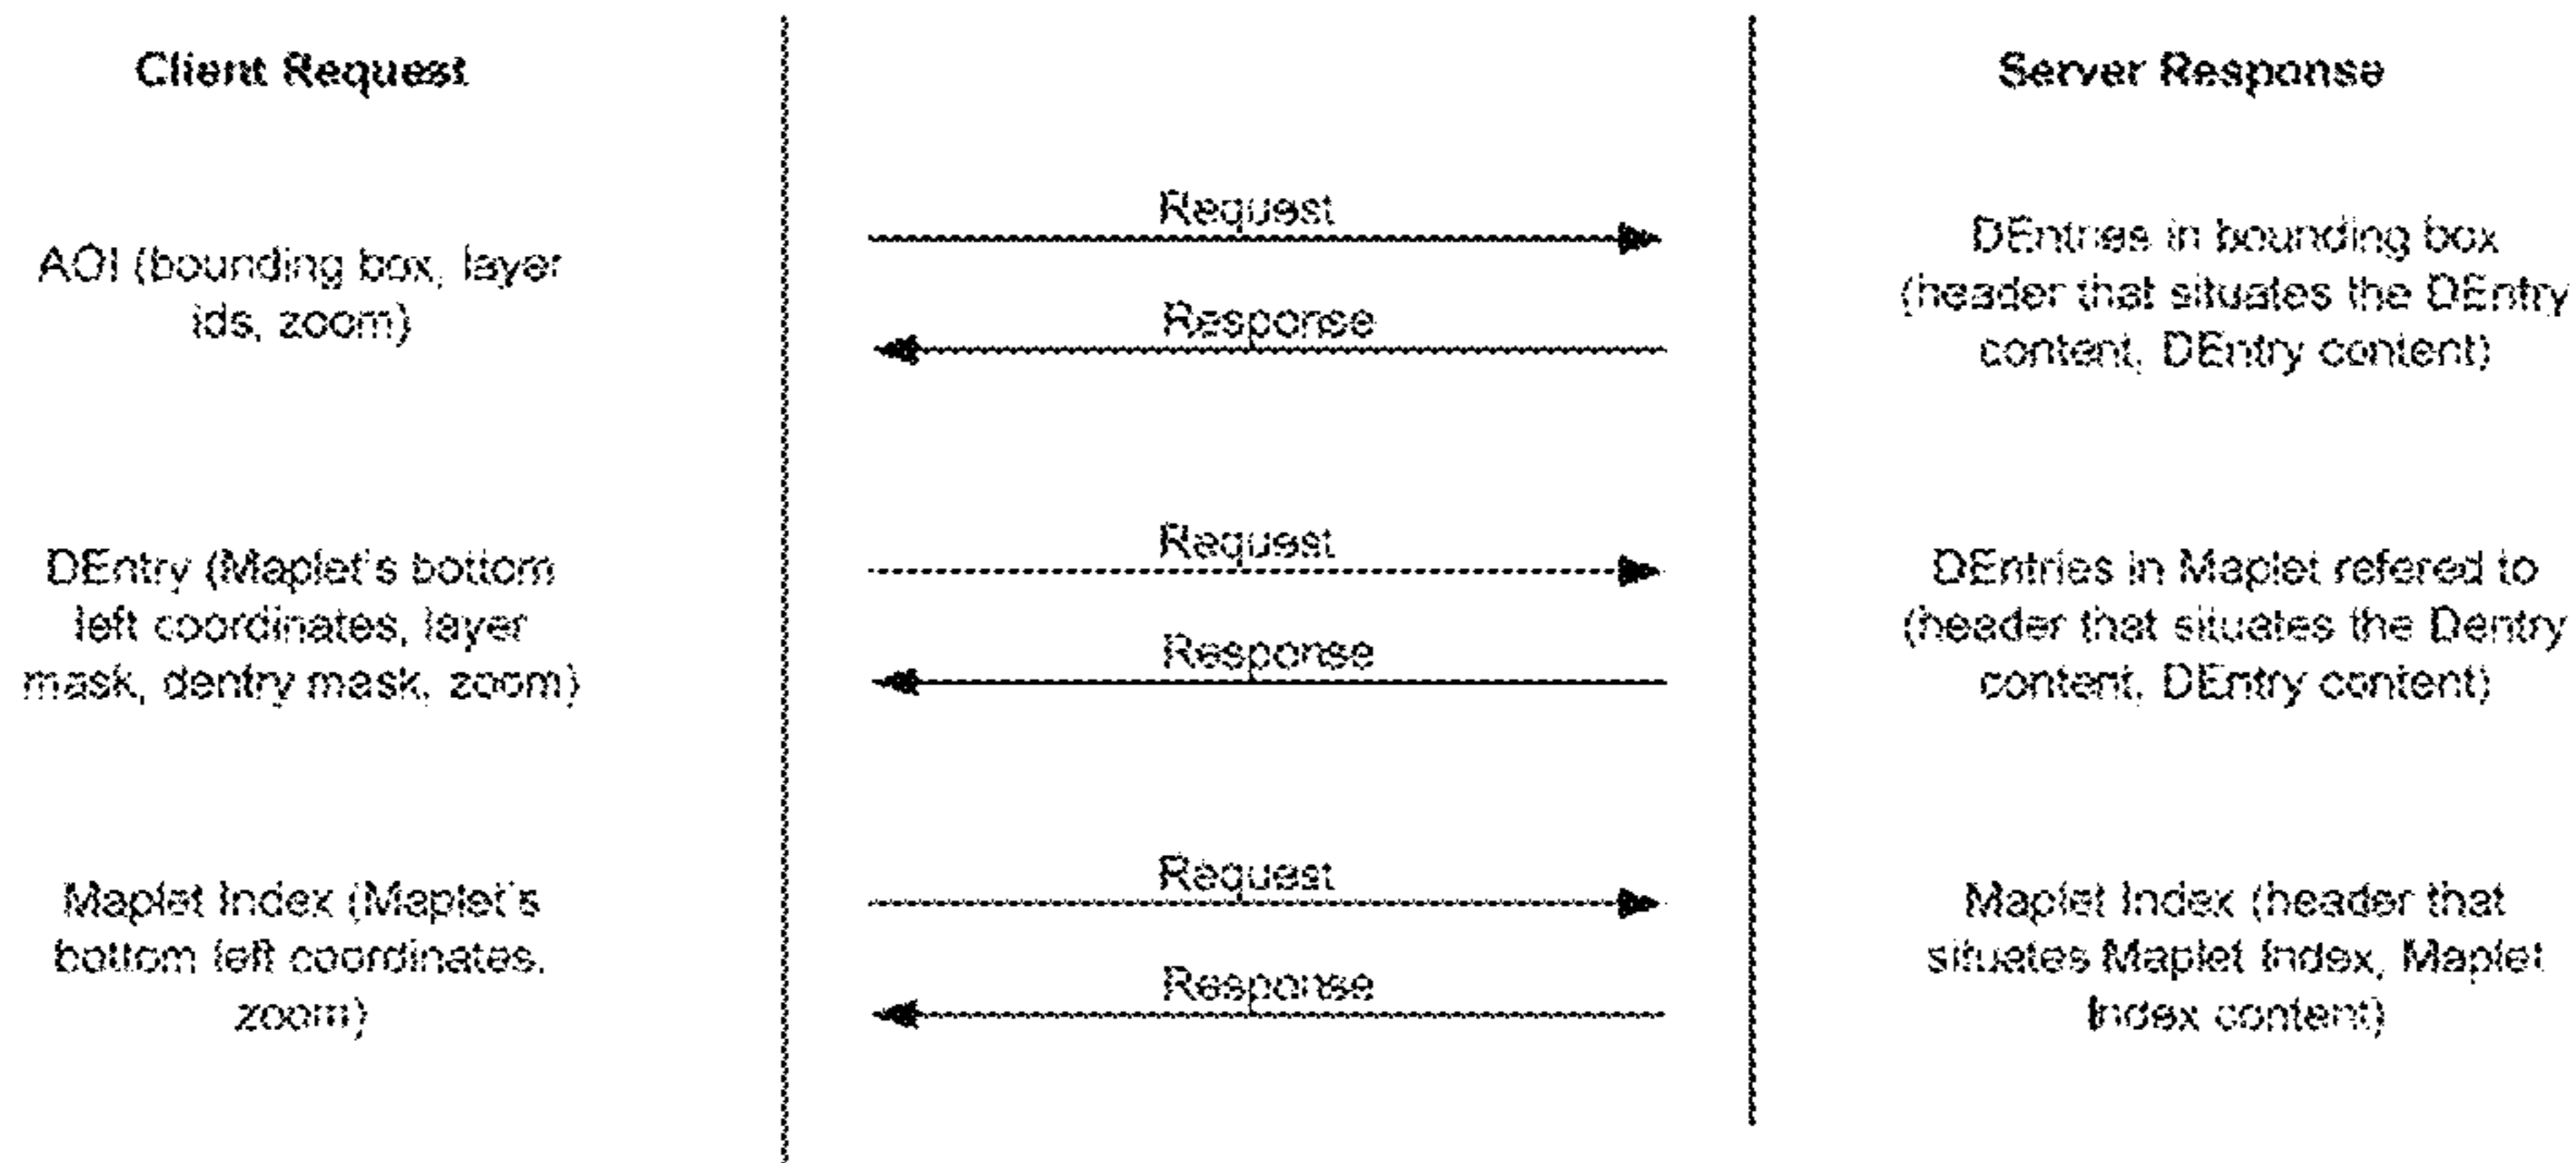 Client Request
Server Response
AOI (bounding box, layer
ids, zoom)
Request
Response
DEntries in bounding box
(header that situates the DEntry
content, DEntry content)
DEntry (Maplet's bottom
left coordinates, layer
mask, dentry mask, zoom)
Request
Response
DEntries in Maplet refered to
(header that situates the Dentry
content, DEntry content)
Maplet Index (Maplet's
bottom left coordinates,
zoom)
Request
Response
Maplet Index (header that
situates Maplet Index, Maplet
Index content)